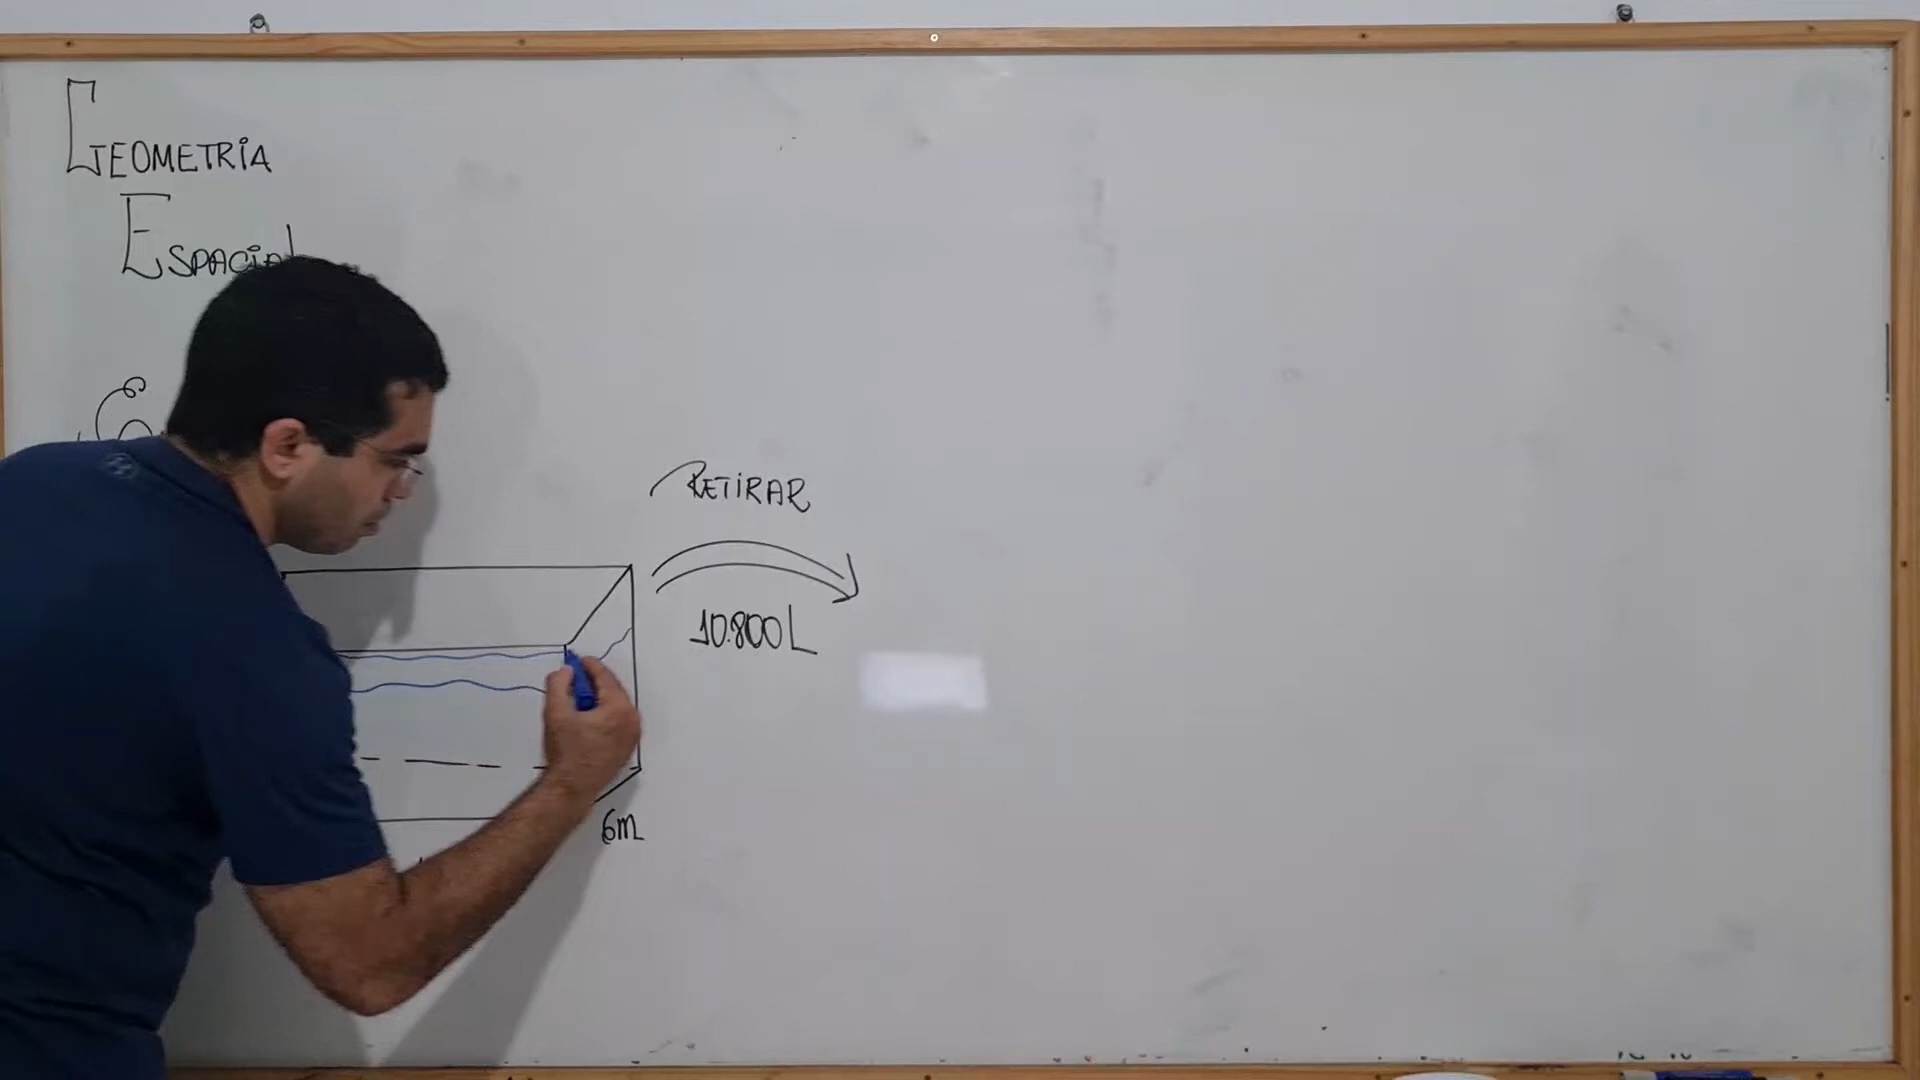 GEOMETRIA
ESPACIAL
RETIRAR
10.800L
6m